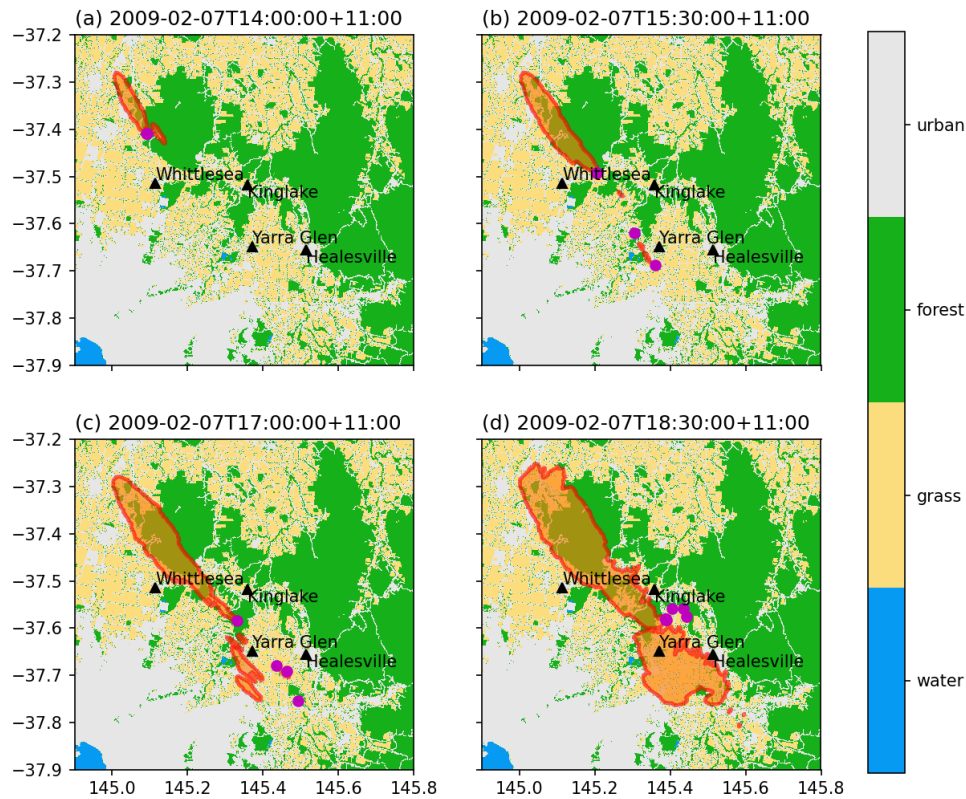 (a) 2009-02-07T14:00:00+11:00
(b) 2009-02-07T15:30:00+11:00
−37.2
−37.3
−37.4
−37.5
−37.6
−37.7
−37.8
−37.9
Whittlesea
Kinglake
Yarra Glen
Healesville
Whittlesea
Kinglake
Yarra Glen
Healesville
urban
forest
grass
water
(c) 2009-02-07T17:00:00+11:00
(d) 2009-02-07T18:30:00+11:00
−37.2
−37.3
−37.4
−37.5
−37.6
−37.7
−37.8
−37.9
Whittlesea
Kinglake
Yarra Glen
Healesville
Whittlesea
Kinglake
Yarra Glen
Healesville
145.0 145.2 145.4 145.6 145.8
145.0 145.2 145.4 145.6 145.8